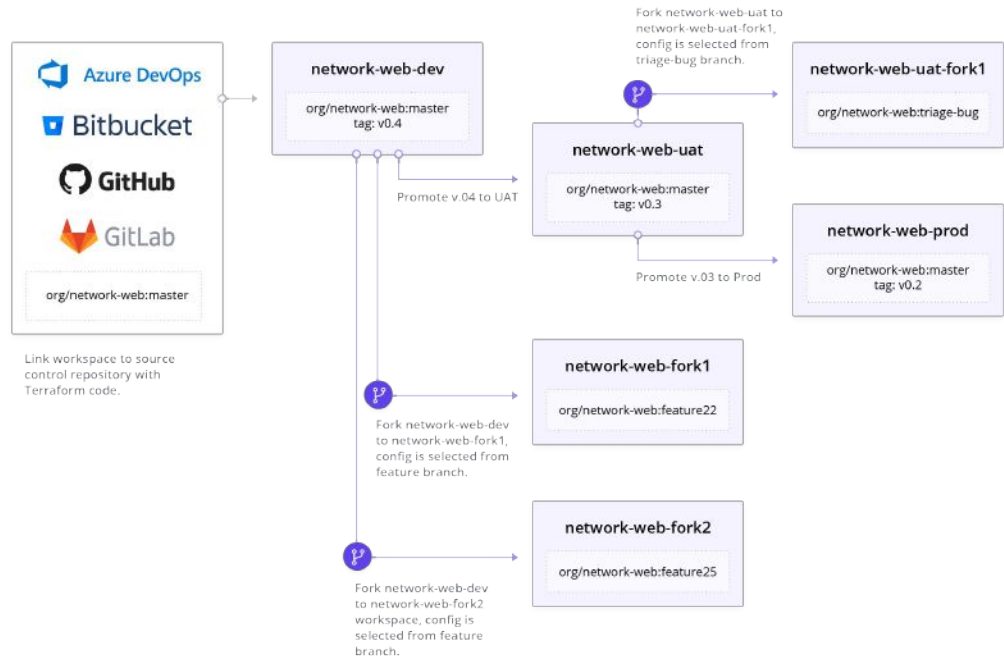 Azure DevOps
Bitbucket
GitHub
GitLab
org/network-web:master
Link workspace to source
control repository with
Terraform code.
network-web-dev
org/network-web:master
tag: v0.4
Promote v.04 to UAT
Fork network-web-uat to
network-web-uat-fork1,
config is selected from
triage-bug branch.
network-web-uat
org/network-web:master
tag: v0.3
Promote v.03 to Prod
network-web-uat-fork1
org/network-web:triage-bug
network-web-prod
org/network-web:master
tag: v0.2
Fork network-web-dev
to network-web-fork1,
config is selected from
feature branch.
network-web-fork1
org/network-web:feature22
Fork network-web-dev
to network-web-fork2
workspace, config is
selected from feature
branch.
network-web-fork2
org/network-web:feature25